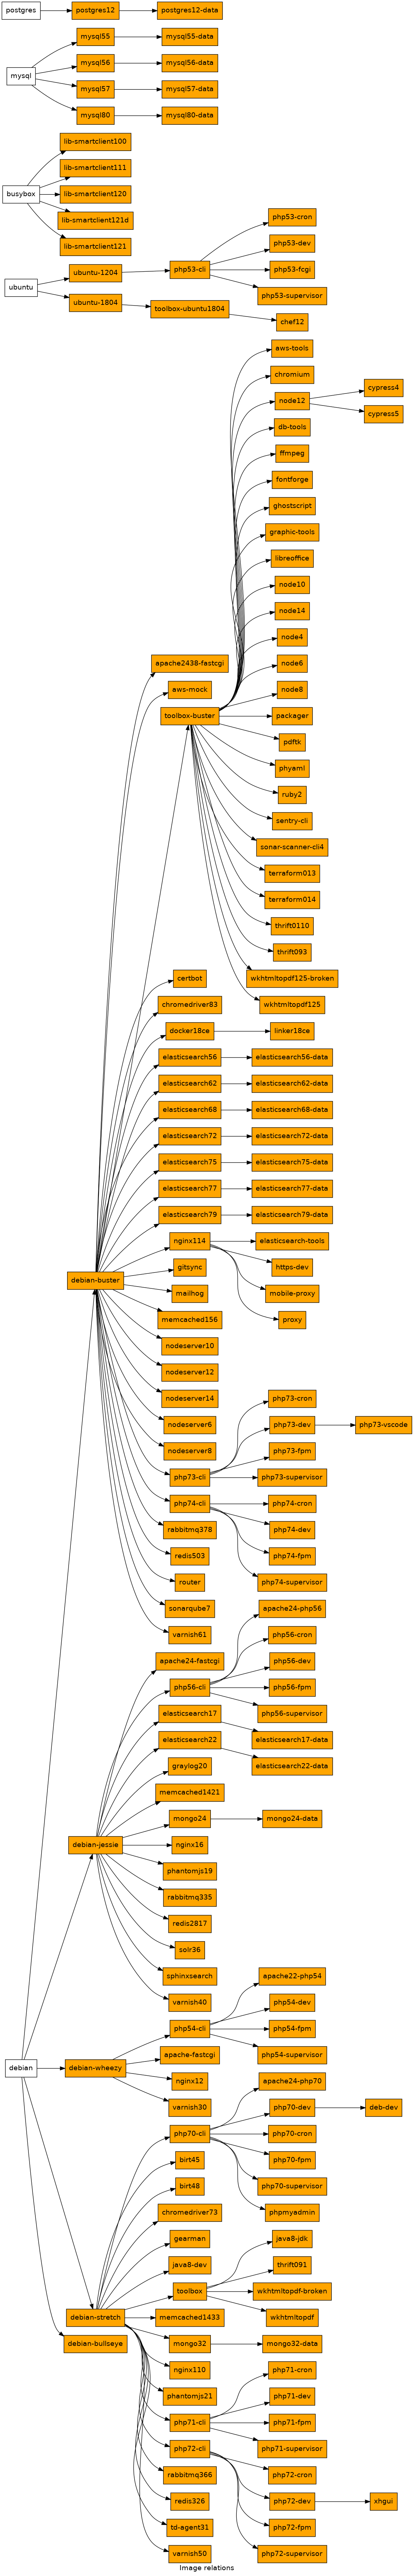 postgres
postgres12
postgres12-data
mysql
mysql55
mysql55-data
mysql56
mysql56-data
mysql57
mysql57-data
mysql80
mysql80-data
busybox
lib-smartclient100
lib-smartclient111
lib-smartclient120
lib-smartclient121d
lib-smartclient121
ubuntu
ubuntu-1204
php53-cli
php53-cron
php53-dev
php53-fcgi
php53-supervisor
ubuntu-1804
toolbox-ubuntu1804
chef12
aws-tools
chromium
node12
cypress4
cypress5
db-tools
ffmpeg
fontforge
ghostscript
graphic-tools
libreoffice
node10
node14
node4
node6
apache2438-fastcgi
aws-mock
node8
toolbox-buster
packager
pdftk
phyaml
ruby2
sentry-cli
sonar-scanner-cli4
terraform013
terraform014
thrift0110
thrift093
wkhtmltopdf125-broken
wkhtmltopdf125
certbot
chromedriver83
docker18ce
linker18ce
elasticsearch56
elasticsearch56-data
elasticsearch62
elasticsearch62-data
elasticsearch68
elasticsearch68-data
elasticsearch72
elasticsearch72-data
elasticsearch75
elasticsearch75-data
elasticsearch77
elasticsearch77-data
elasticsearch79
elasticsearch79-data
nginx114
elasticsearch-tools
debian-buster
gitsync
https-dev
mailhog
mobile-proxy
memcached156
proxy
nodeserver10
nodeserver12
nodeserver14
nodeserver6
nodeserver8
php73-cli
php73-cron
php73-dev
php73-vscode
php73-fpm
php73-supervisor
php74-cli
php74-cron
php74-dev
php74-fpm
php74-supervisor
rabbitmq378
redis503
router
sonarqube7
varnish61
apache24-fastcgi
php56-cli
apache24-php56
php56-cron
php56-dev
php56-fpm
php56-supervisor
elasticsearch17
elasticsearch17-data
elasticsearch22
elasticsearch22-data
graylog20
memcached1421
mongo24
mongo24-data
debian-jessie
nginx16
phantomjs19
rabbitmq335
redis2817
solr36
sphinxsearch
varnish40
php54-cli
apache22-php54
php54-dev
php54-fpm
php54-supervisor
debian
debian-wheezy
apache-fastcgi
nginx12
varnish30
php70-cli
apache24-php70
php70-dev
deb-dev
php70-cron
php70-fpm
php70-supervisor
phpmyadmin
birt45
birt48
chromedriver73
gearman
java8-dev
toolbox
java8-jdk
thrift091
wkhtmltopdf-broken
wkhtmltopdf
debian-stretch
memcached1433
debian-bullseye
mongo32
mongo32-data
nginx110
phantomjs21
php71-cli
php71-cron
php71-dev
php71-fpm
php71-supervisor
php72-cli
php72-cron
php72-dev
xhgui
php72-fpm
php72-supervisor
rabbitmq366
redis326
td-agent31
varnish50
Image relations